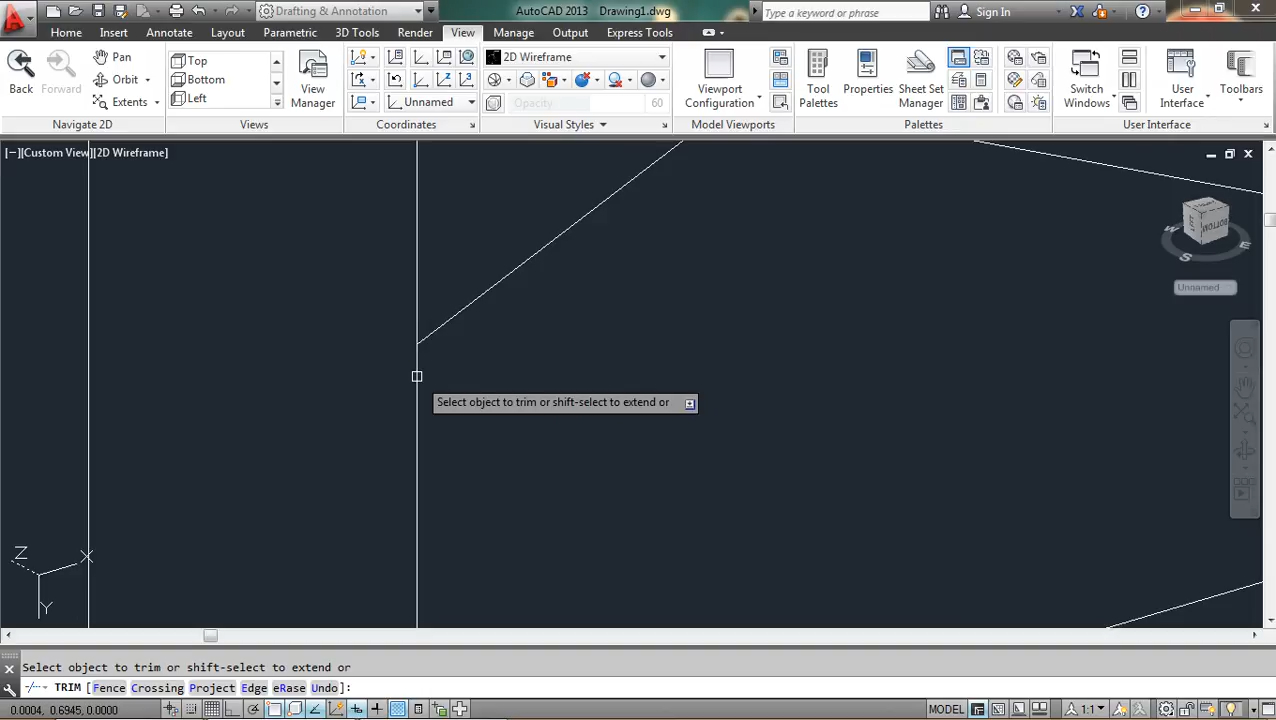 Drafting & Annotation
AutoCAD 2013 Drawing1.dwg
Type a keyword or phrase
Sign In
Home Insert Annotate Layout Parametric 3D Tools Render View Manage Output Express Tools
Back
Forward
Pan
Orbit
Extents
Navigate 2D
Top
Bottom
Left
Views
View
Manager
Unnamed
Coordinates
2D Wireframe
Opacity 60
Visual Styles
Viewport
Configuration
Model Viewports
Tool
Palettes
Properties
Sheet Set
Manager
Palettes
Switch
Windows
User
Interface
Toolbars
User Interface
[−][Custom View][2D Wireframe]
LEFT
BOTTOM
W
S
E
Unnamed
Select object to trim or shift-select to extend or
Z
X
Y
Select object to trim or shift-select to extend or
TRIM [Fence Crossing Project Edge eRase Undo]:
0.0004, 0.6945, 0.0000
MODEL
1:1